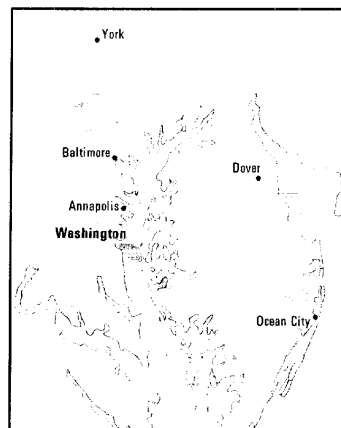 York
Baltimore
Dover
Annapolis
Washington
Ocean City